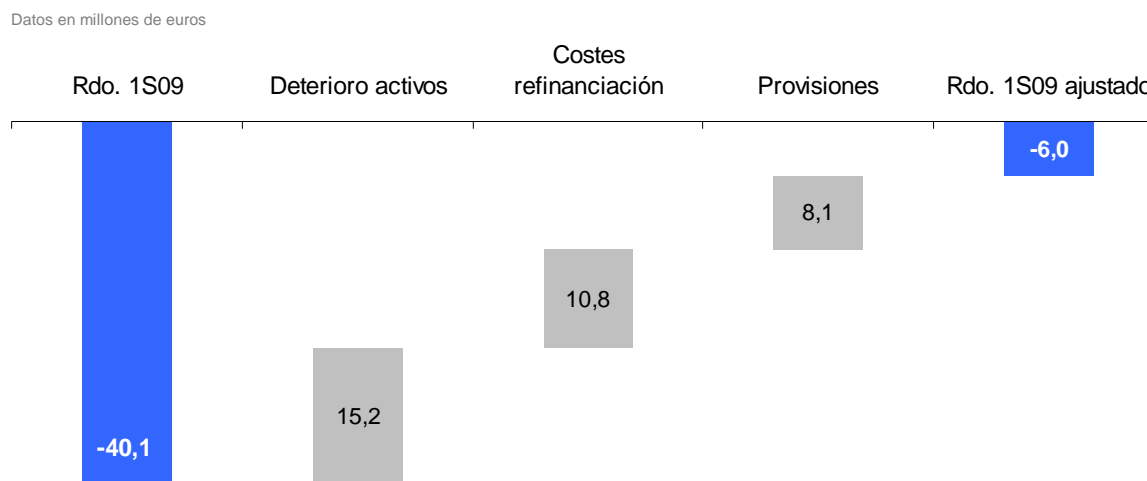 Datos en millones de euros
Rdo. 1S09
Deterioro activos
Costes
refinanciación
Provisiones
Rdo. 1S09 ajustado
-40,1
15,2
10,8
8,1
-6,0